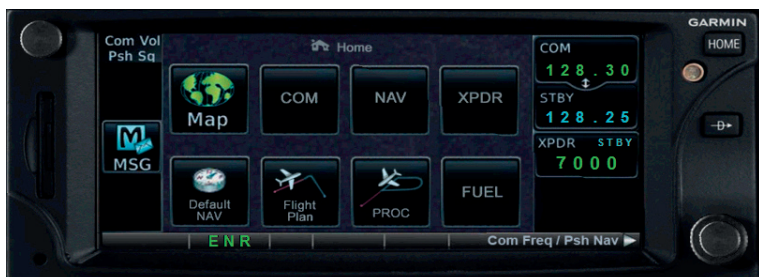 GARMIN
Com Vol
Psh Sq
Home
COM
128.30
HOME
STBY
128.25
Map
COM
NAV
XPDR
MSG
XPDR STBY
7000
D
Default
NAV
Flight
Plan
PROC
FUEL
ENR
Com Freq / Psh Nav